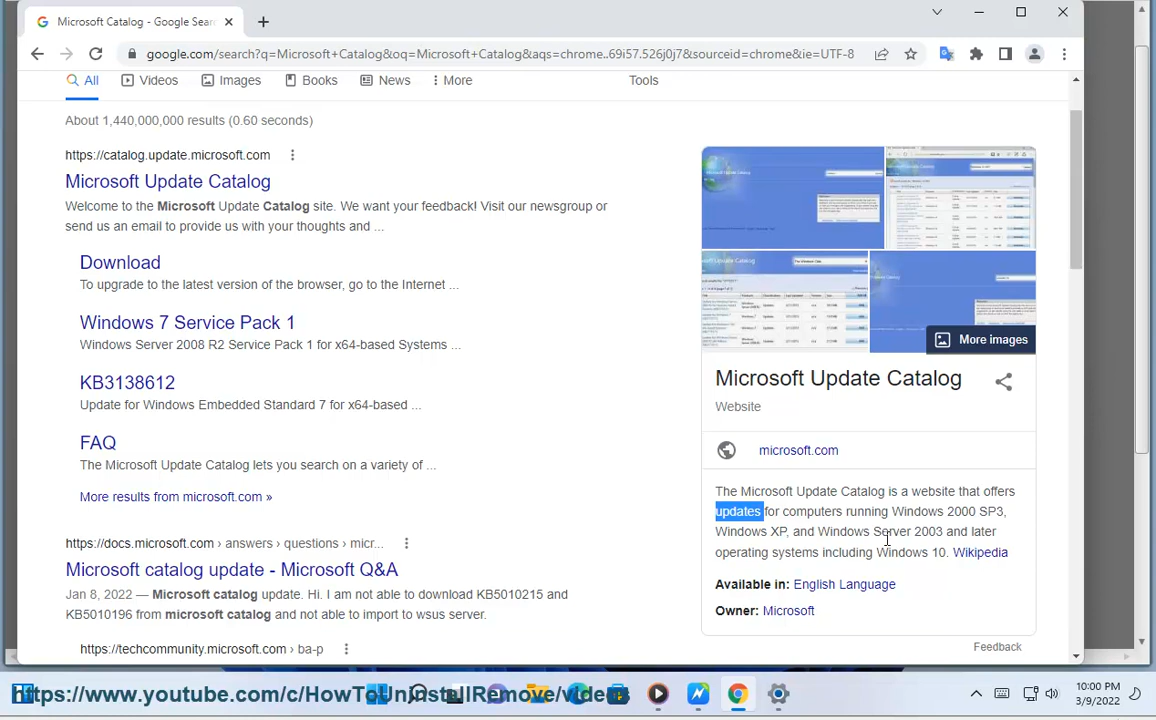 Microsoft Catalog - Google Sear
google.com/search?q=Microsoft+Catalog&oq=Microsoft+Catalog&aqs=chrome..69i57.526j0j7&sourceid=chrome&ie=UTF-8
All
Videos
Images
Books
News
More
Tools
About 1,440,000,000 results (0.60 seconds)
https://catalog.update.microsoft.com
Microsoft Update Catalog
Welcome to the Microsoft Update Catalog site. We want your feedback! Visit our newsgroup or
send us an email to provide us with your thoughts and ...
Download
To upgrade to the latest version of the browser, go to the Internet ...
Windows 7 Service Pack 1
Windows Server 2008 R2 Service Pack 1 for x64-based Systems ...
KB3138612
Update for Windows Embedded Standard 7 for x64-based ...
FAQ
The Microsoft Update Catalog lets you search on a variety of ...
More results from microsoft.com »
https://docs.microsoft.com › answers › questions › micr...
Microsoft catalog update - Microsoft Q&A
Jan 8, 2022 — Microsoft catalog update. Hi. I am not able to download KB5010215 and
KB5010196 from microsoft catalog and not able to import to wsus server.
https://techcommunity.microsoft.com › ba-p
More images
Microsoft Update Catalog
Website
microsoft.com
The Microsoft Update Catalog is a website that offers
updates for computers running Windows 2000 SP3,
Windows XP, and Windows Server 2003 and later
operating systems including Windows 10. Wikipedia
Available in: English Language
Owner: Microsoft
Feedback
https://www.youtube.com/c/HowToUninstallRemove/videos
10:00 PM
3/9/2022